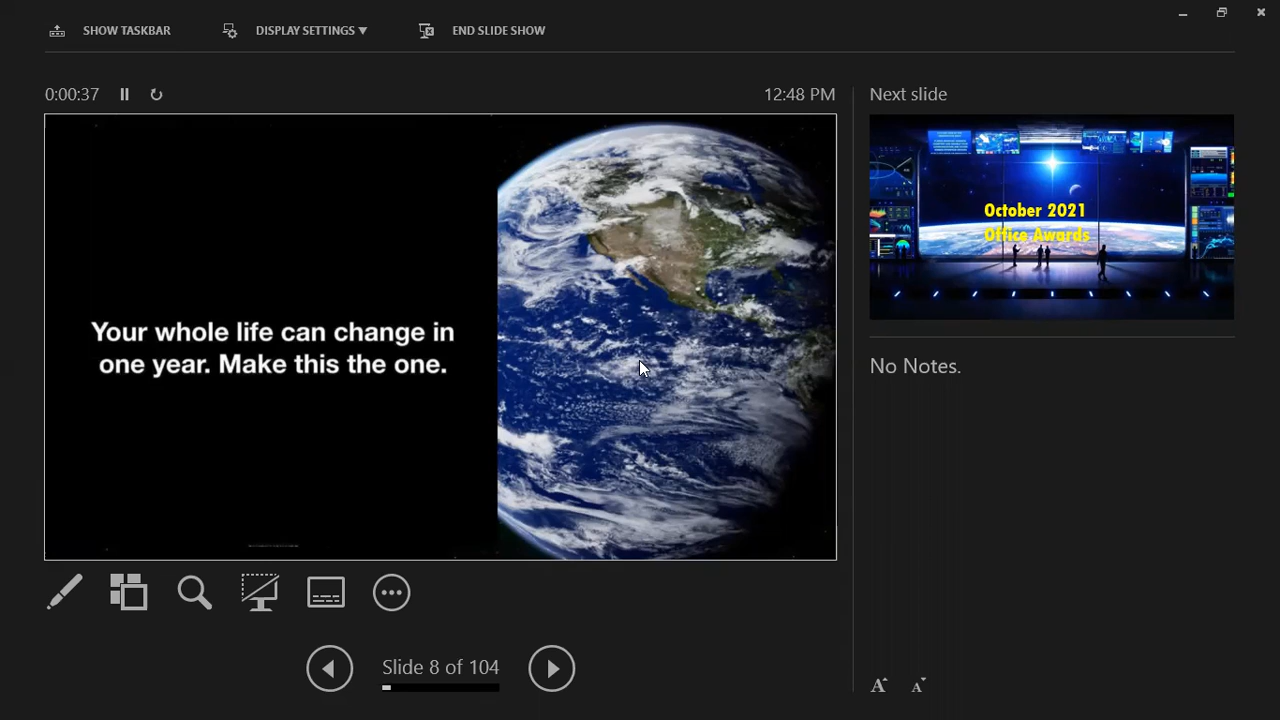 SHOW TASKBAR
DISPLAY SETTINGS ▼
END SLIDE SHOW
0:00:37
12:48 PM
Your whole life can change in
one year. Make this the one.
Slide 8 of 104
Next slide
October 2021
Office Awards
No Notes.
A A